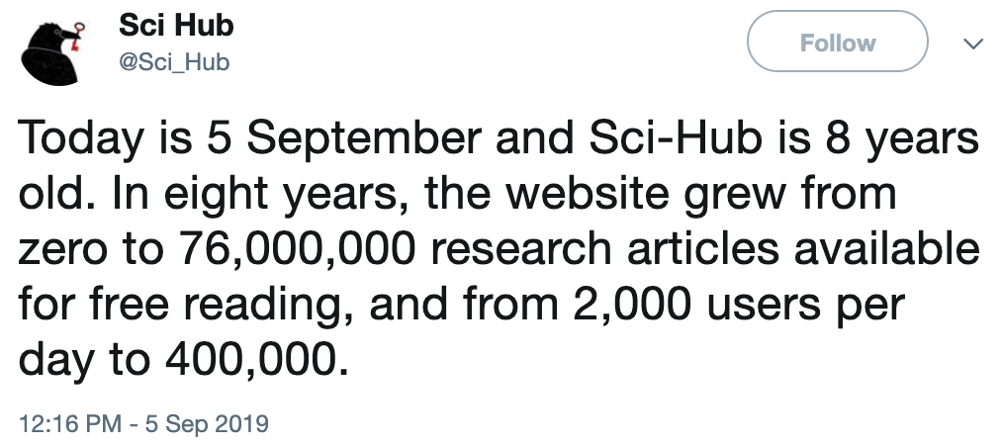 Sci Hub
@Sci_Hub
Follow
Today is 5 September and Sci-Hub is 8 years
old. In eight years, the website grew from
zero to 76,000,000 research articles available
for free reading, and from 2,000 users per
day to 400,000.
12:16 PM - 5 Sep 2019